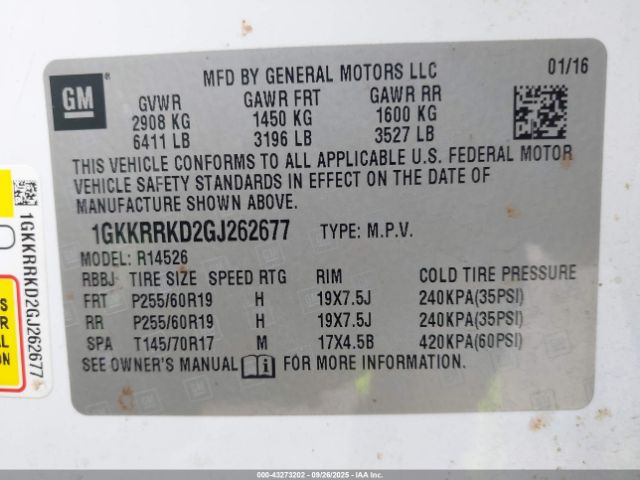 GM
MFD BY GENERAL MOTORS LLC 01/16
GVWR GAWR FRT GAWR RR
2908 KG 1450 KG 1600 KG
6411 LB 3196 LB 3527 LB
THIS VEHICLE CONFORMS TO ALL APPLICABLE U.S. FEDERAL MOTOR
VEHICLE SAFETY STANDARDS IN EFFECT ON THE DATE OF
MANUFACTURE SHOWN ABOVE.
1GKKRRKD2GJ262677 TYPE: M.P.V.
MODEL: R14526
RBBJ TIRE SIZE SPEED RTG RIM COLD TIRE PRESSURE
FRT P255/60R19 H 19X7.5J 240KPA(35PSI)
RR P255/60R19 H 19X7.5J 240KPA(35PSI)
SPA T145/70R17 M 17X4.5B 420KPA(60PSI)
SEE OWNER'S MANUAL i FOR MORE INFORMATION.
1GKKRRKD2GJ262677
000-43273202 - 09/26/2025 - IAAI.com